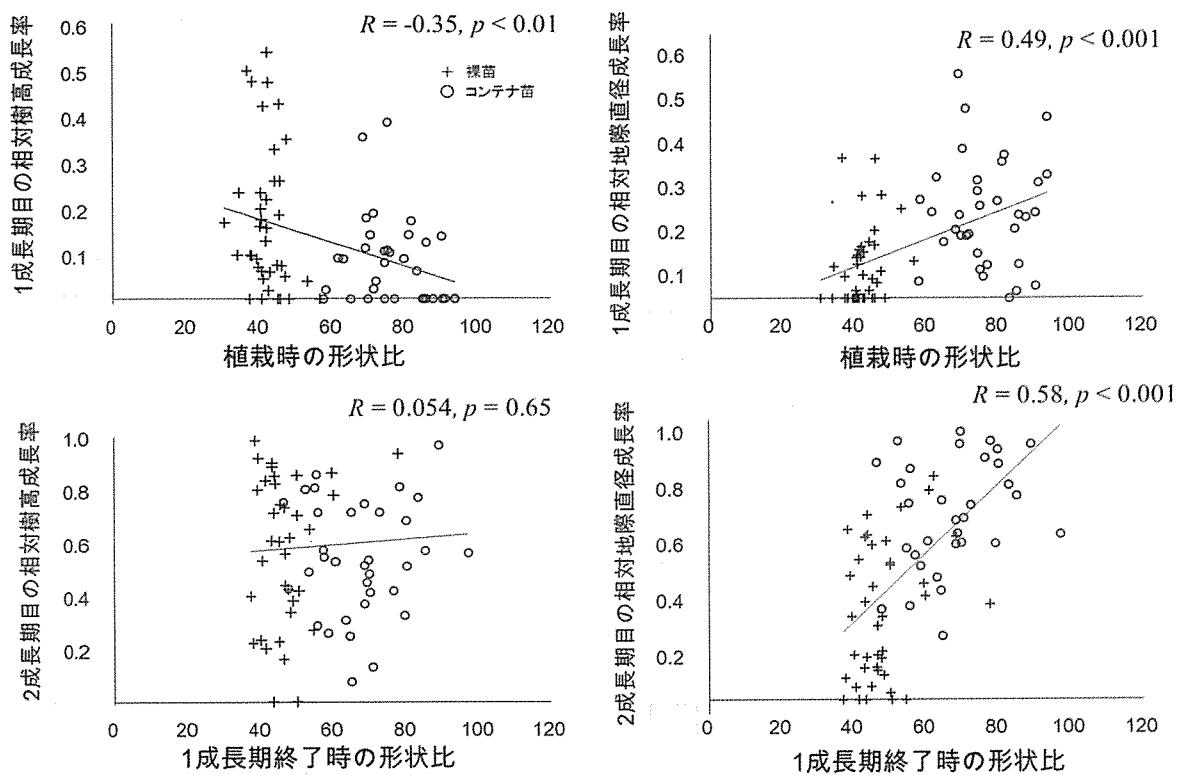 R = -0.35, p < 0.01
1成長期目の相対樹高成長率
0.6
0.5
0.4
0.3
0.2
0.1
+ 裸苗
○ コンテナ苗
0 20 40 60 80 100 120
植栽時の形状比
R = 0.49, p < 0.001
1成長期目の相対地際直径成長率
0.6
0.5
0.4
0.3
0.2
0.1
0 20 40 60 80 100 120
植栽時の形状比
R = 0.054, p = 0.65
2成長期目の相対樹高成長率
1.0
0.8
0.6
0.4
0.2
0 20 40 60 80 100 120
1成長期終了時の形状比
R = 0.58, p < 0.001
2成長期目の相対地際直径成長率
1.0
0.8
0.6
0.4
0.2
0 20 40 60 80 100 120
1成長期終了時の形状比